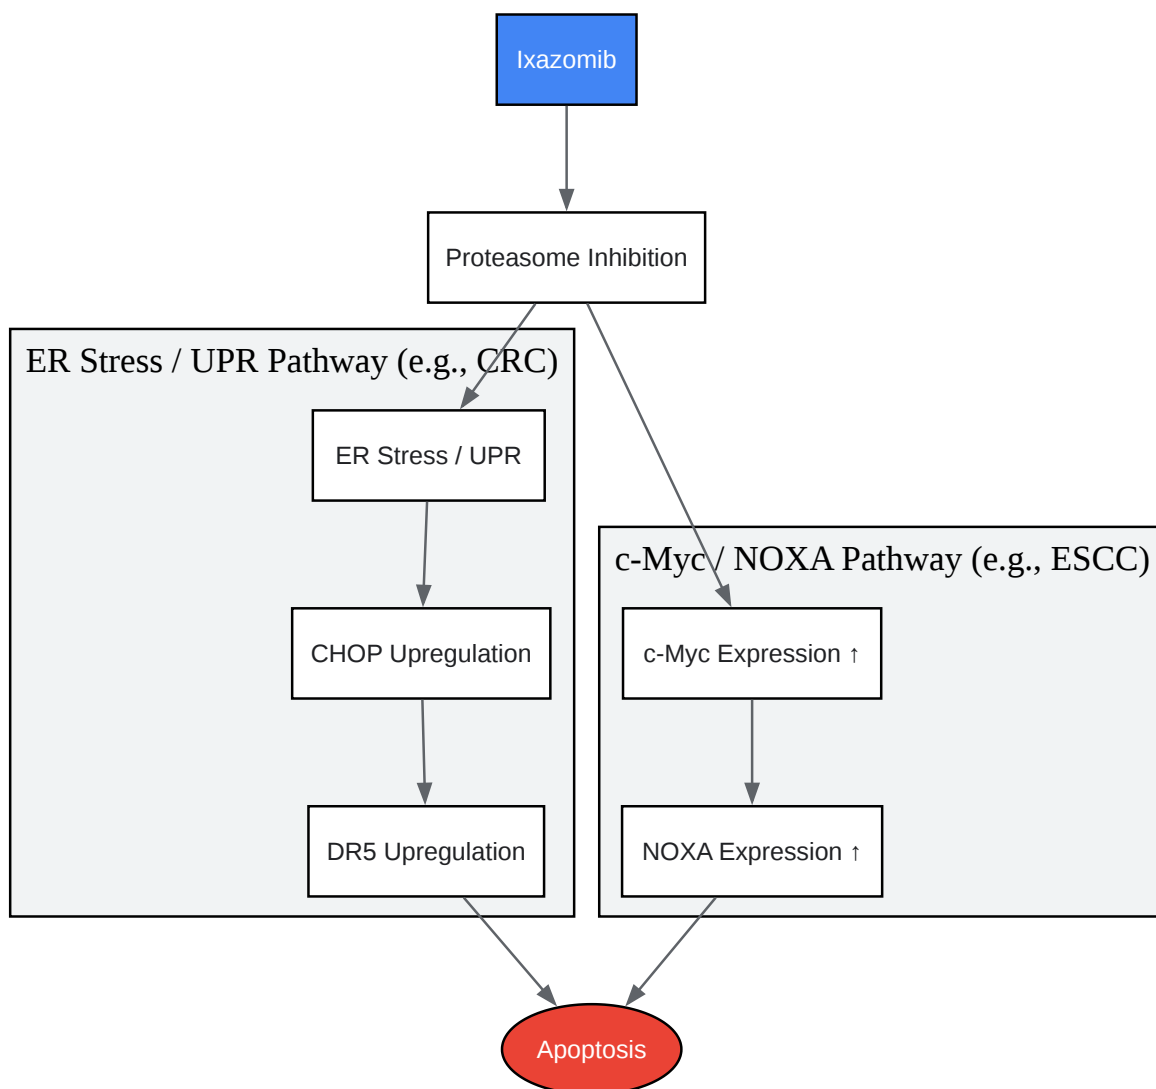 Ixazomib
Proteasome Inhibition
ER Stress / UPR Pathway (e.g., CRC)
ER Stress / UPR
CHOP Upregulation
DR5 Upregulation
c-Myc / NOXA Pathway (e.g., ESCC)
c-Myc Expression ↑
NOXA Expression ↑
Apoptosis